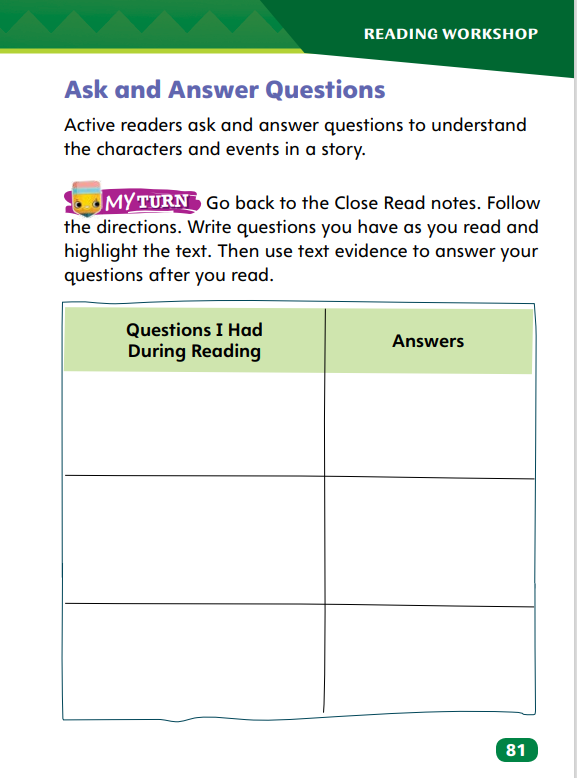 READING WORKSHOP
Ask and Answer Questions
Active readers ask and answer questions to understand
the characters and events in a story.
MY TURN Go back to the Close Read notes. Follow
the directions. Write questions you have as you read and
highlight the text. Then use text evidence to answer your
questions after you read.
Questions I Had
During Reading
Answers
81